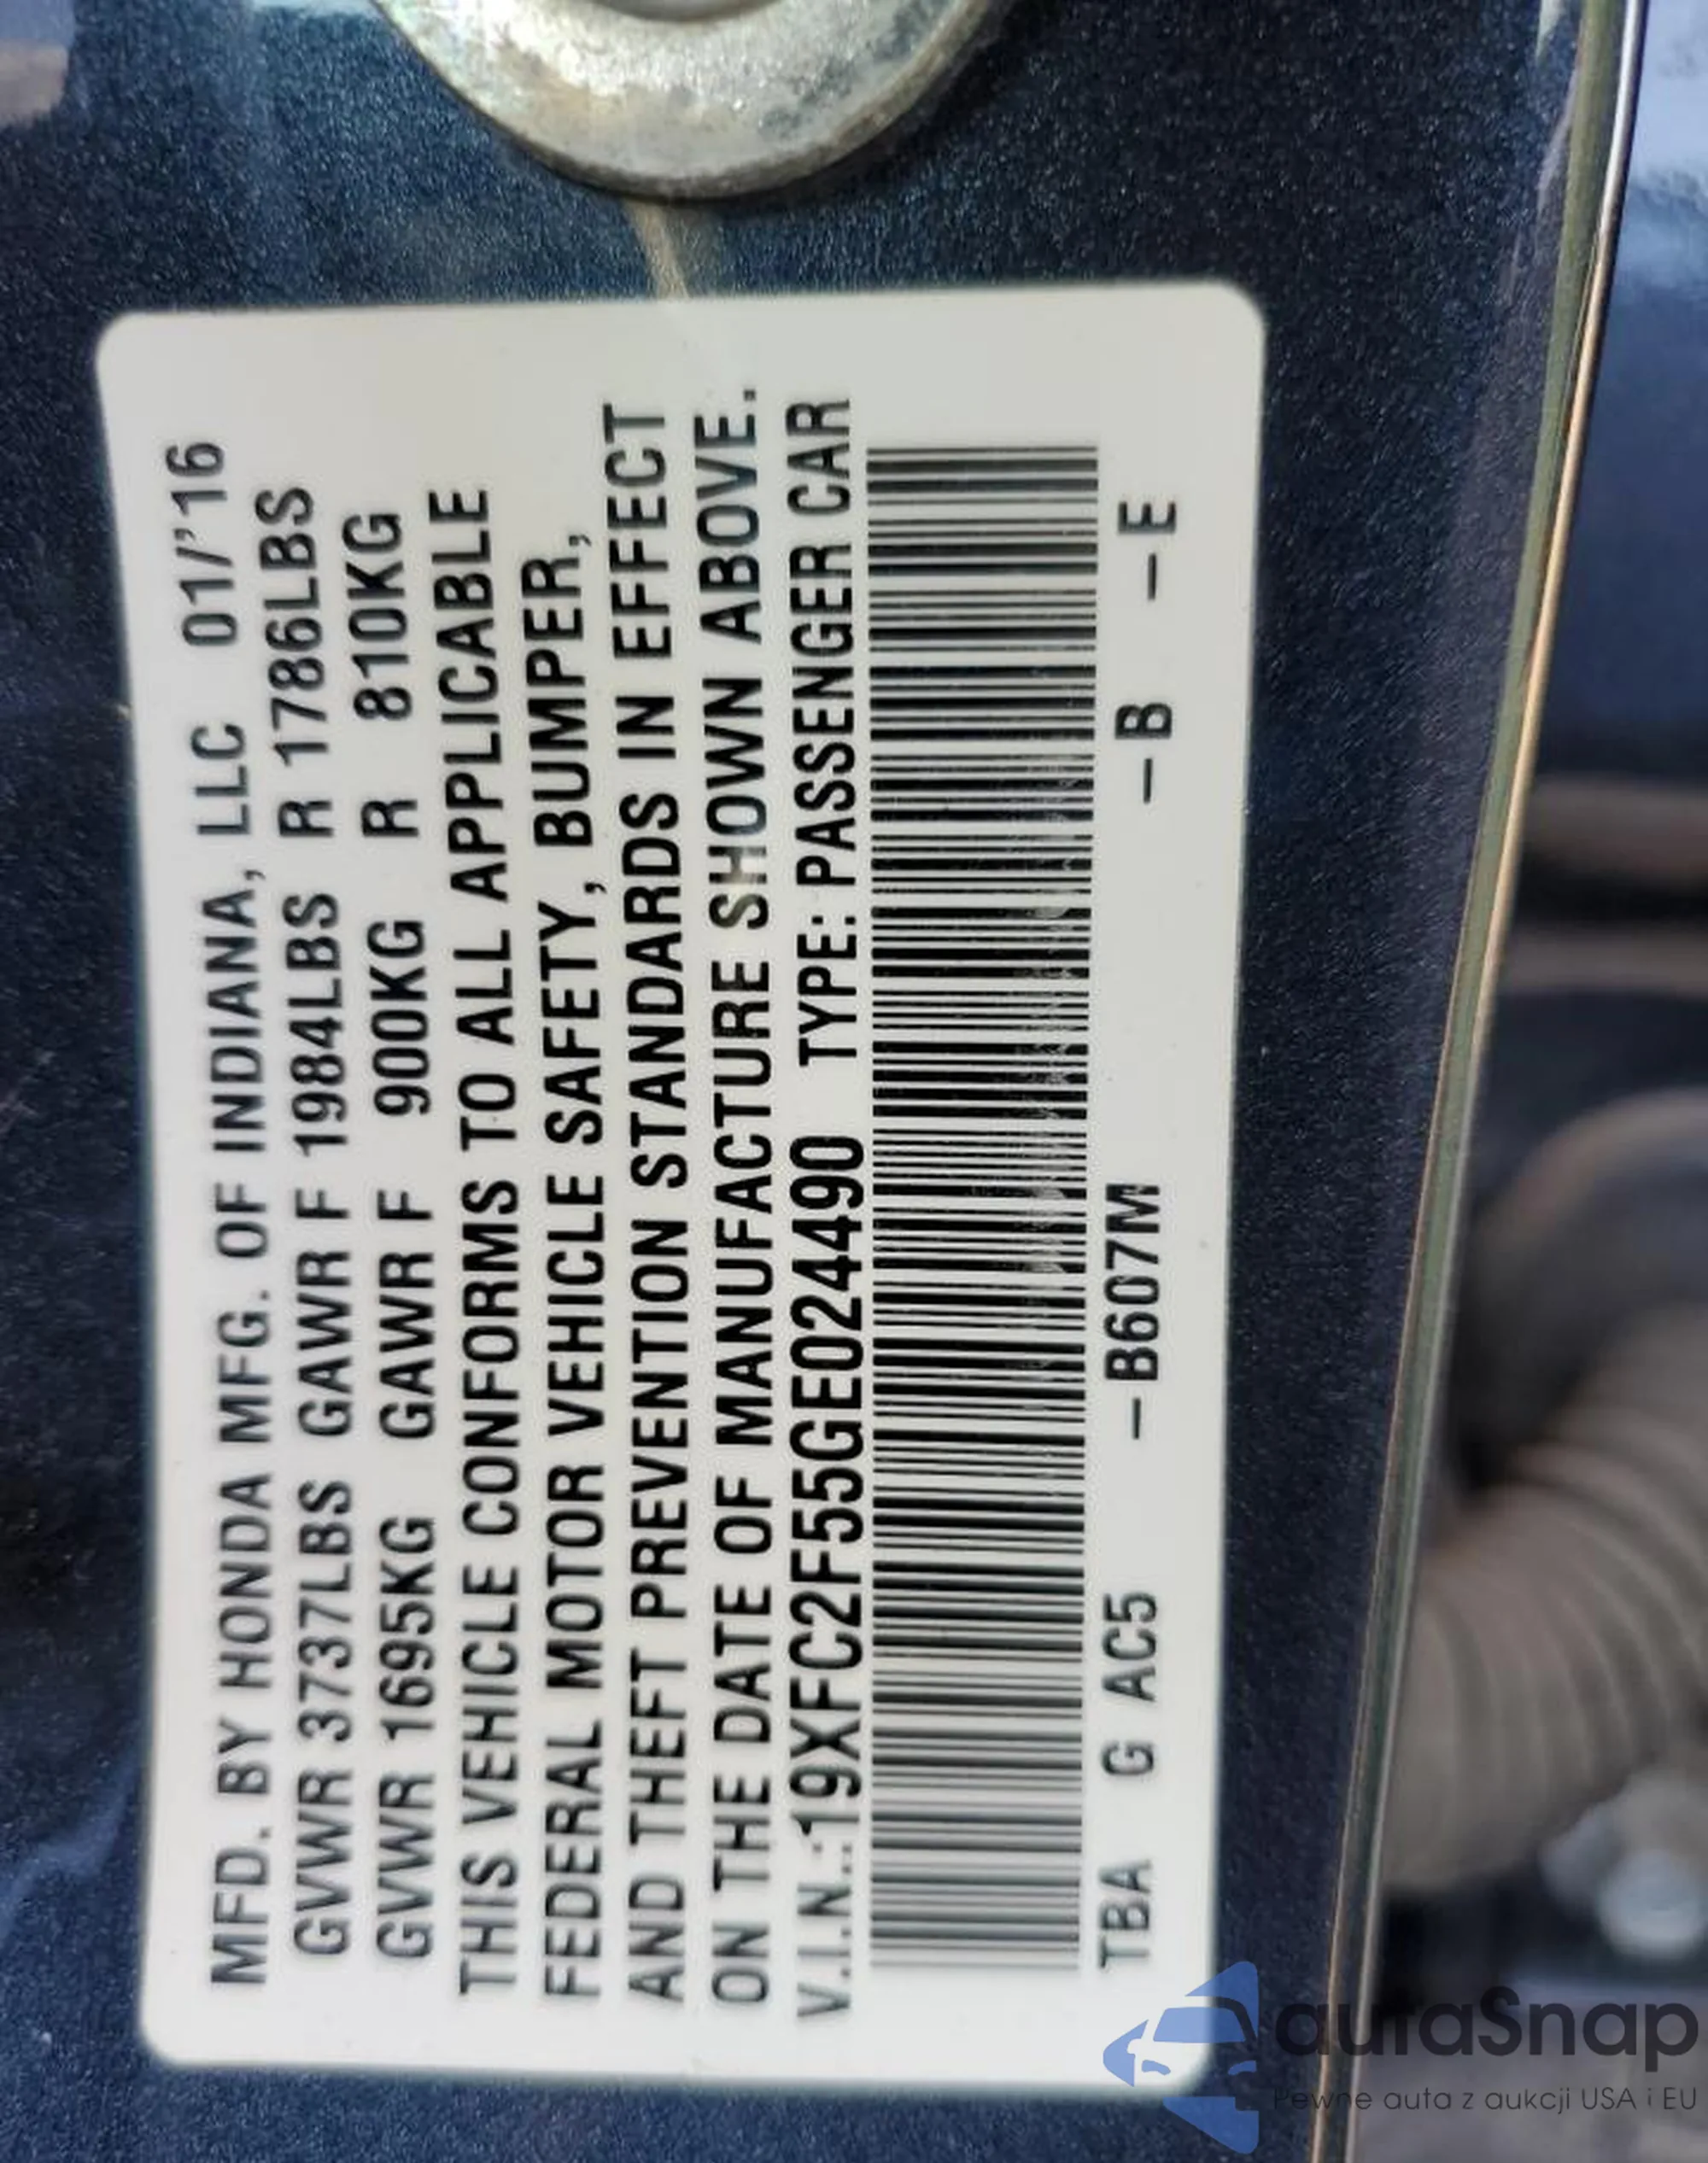 MFD. BY HONDA MFG. OF INDIANA, LLC 01/'16
GVWR 3737LBS GAWR F 1984LBS R 1786LBS
GVWR 1695KG GAWR F 900KG R 810KG
THIS VEHICLE CONFORMS TO ALL APPLICABLE
FEDERAL MOTOR VEHICLE SAFETY, BUMPER,
AND THEFT PREVENTION STANDARDS IN EFFECT
ON THE DATE OF MANUFACTURE SHOWN ABOVE.
V.I.N.:19XFC2F55GE024490 TYPE: PASSENGER CAR
TBA G AC5 –B607M –B –E
auraSnap
Pewne auta z aukcji USA i EU